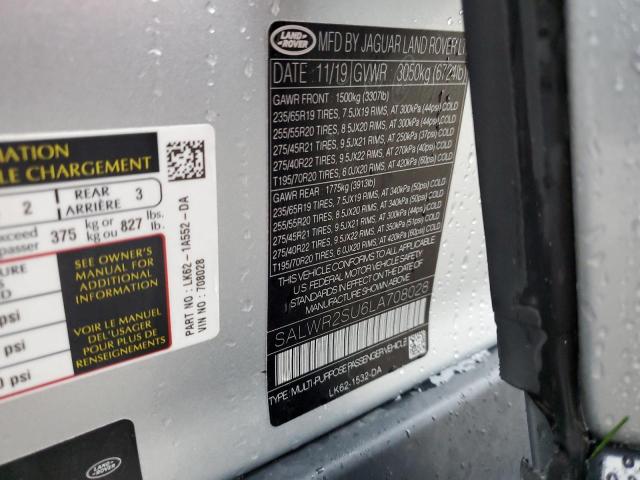 LAND ROVER
MFD BY JAGUAR LAND ROVER
DATE 11/19 GVWR 3050kg (6724lb)
GAWR FRONT 1500kg (3307lb)
235/65R19 TIRES, 7.5JX19 RIMS, AT 300kPa (44psi) COLD
255/55R20 TIRES, 8.5JX20 RIMS, AT 300kPa (44psi) COLD
275/45R21 TIRES, 9.5JX21 RIMS, AT 250kPa (37psi) COLD
275/40R22 TIRES, 9.5JX22 RIMS, AT 270kPa (40psi) COLD
T195/70R20 TIRES, 6.0JX20 RIMS, AT 420kPa (60psi) COLD
GAWR REAR 1775kg (3913lb)
235/65R19 TIRES, 7.5JX19 RIMS, AT 340kPa (50psi) COLD
255/55R20 TIRES, 8.5JX20 RIMS, AT 340kPa (50psi) COLD
275/45R21 TIRES, 9.5JX21 RIMS, AT 300kPa (44psi) COLD
275/40R22 TIRES, 9.5JX22 RIMS, AT 350kPa (51psi) COLD
T195/70R20 TIRES, 6.0JX20 RIMS, AT 420kPa (60psi) COLD
THIS VEHICLE CONFORMS TO ALL APPLICABLE
U.S. FEDERAL MOTOR VEHICLE SAFETY STANDARDS
IN EFFECT ON THE DATE OF MANUFACTURE SHOWN ABOVE
SALWR2SU6LA708028
TYPE: MULTI-PURPOSE PASSENGER VEHICLE
LK62-1532-DA
MATION
LE CHARGEMENT
2 REAR 3
ARRIÈRE
exceed 375 kg or 827 lbs.
passer kg ou lb.
SEE OWNER'S
MANUAL FOR
ADDITIONAL
INFORMATION
VOIR LE
MANUEL
DEL'USAGER
POUR PLUS DE
RENSEIGNEMENTS
psi
psi
psi
PART NO : LK62-1A552-DA
VIN NO : 708028
LAND ROVER